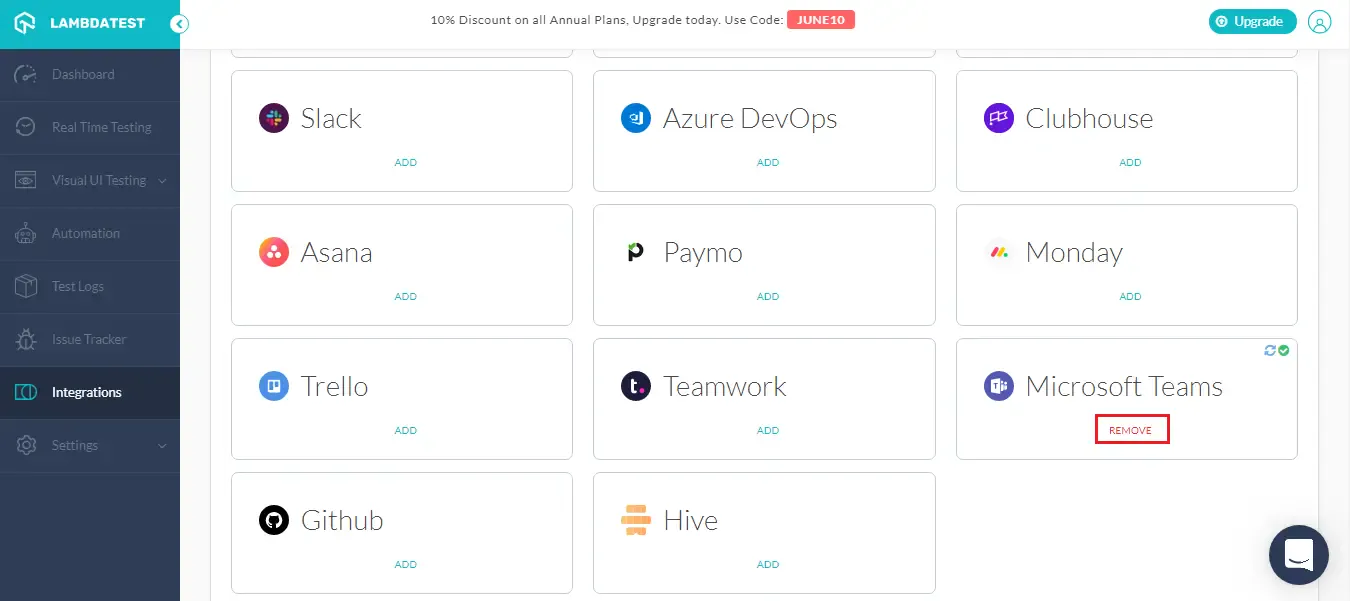 LAMBDATEST
10% Discount on all Annual Plans, Upgrade today. Use Code: JUNE10
Upgrade
Dashboard
Real Time Testing
Visual UI Testing
Automation
Test Logs
Issue Tracker
Integrations
Settings
Slack
ADD
Azure DevOps
ADD
Clubhouse
ADD
Asana
ADD
Paymo
ADD
Monday
ADD
Trello
ADD
Teamwork
ADD
Microsoft Teams
REMOVE
Github
ADD
Hive
ADD